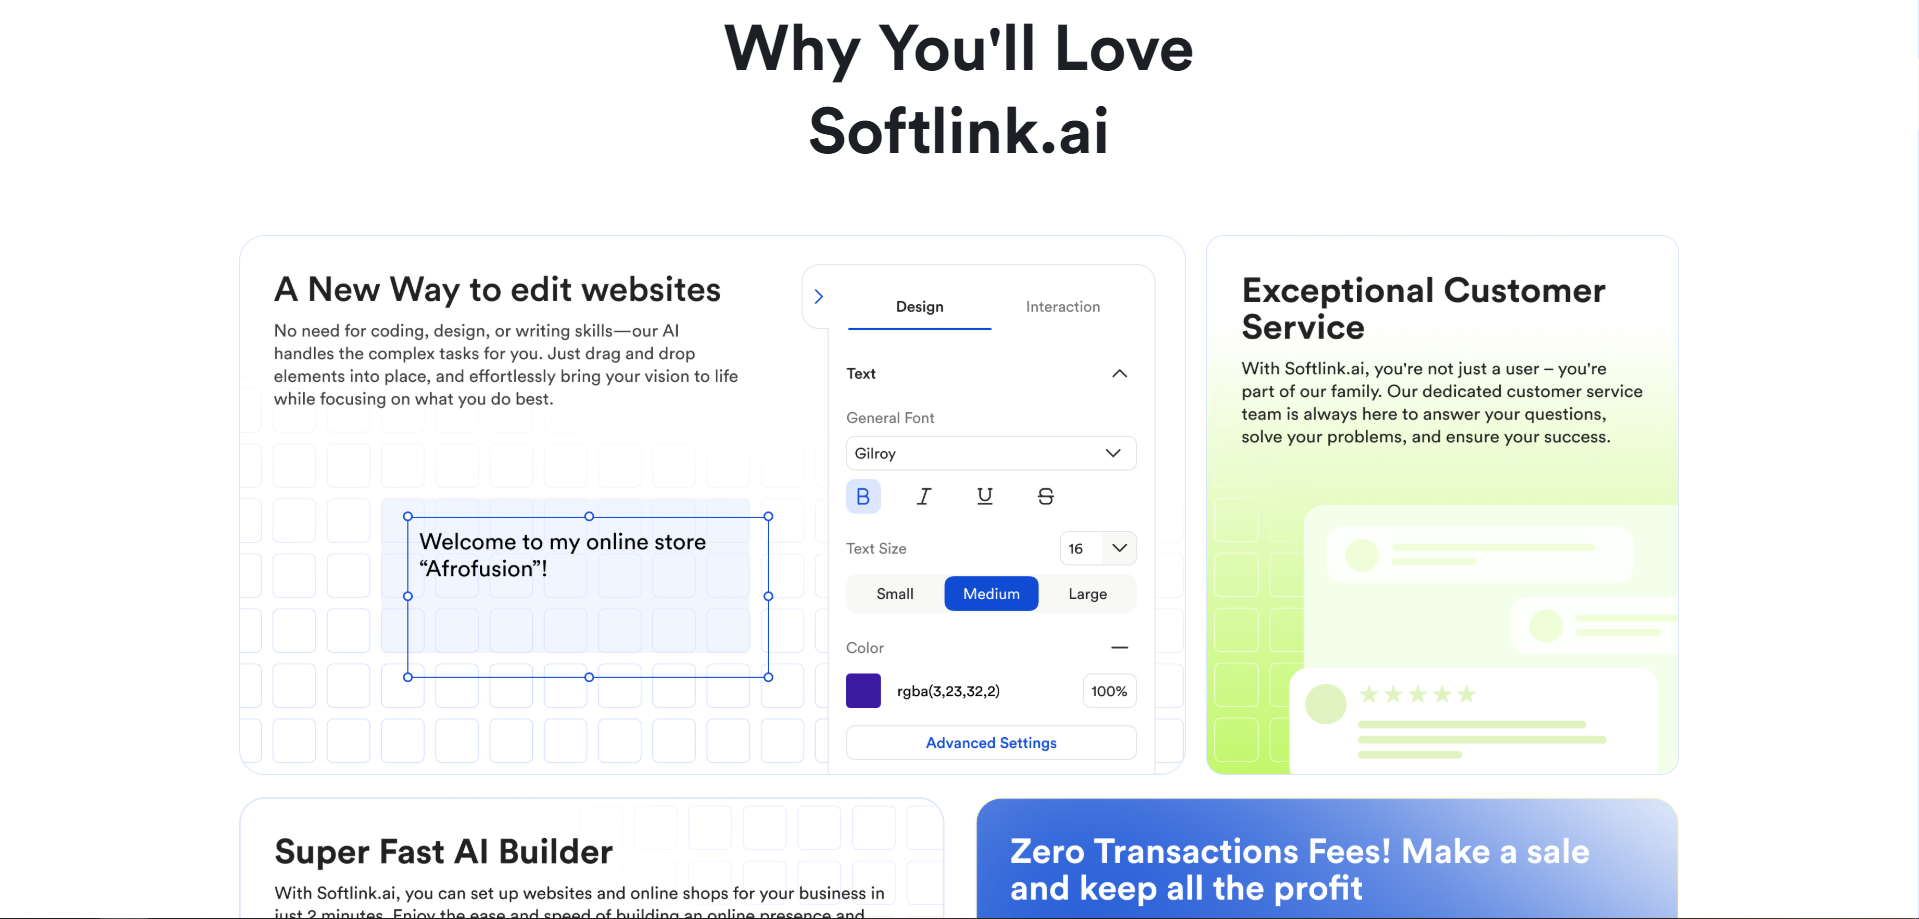 Why You'll Love
Softlink.ai
A New Way to edit websites
No need for coding, design, or writing skills—our AI
handles the complex tasks for you. Just drag and drop
elements into place, and effortlessly bring your vision to life
while focusing on what you do best.
Welcome to my online store
“Afrofusion”!
Design
Interaction
Text
General Font
Gilroy
B I U S
Text Size
16
Small
Medium
Large
Color
rgba(3,23,32,2)
100%
Advanced Settings
Exceptional Customer
Service
With Softlink.ai, you're not just a user – you're
part of our family. Our dedicated customer service
team is always here to answer your questions,
solve your problems, and ensure your success.
Super Fast AI Builder
With Softlink.ai, you can set up websites and online shops for your business in
just 2 minutes. Enjoy the ease and speed of building an online presence and
Zero Transactions Fees! Make a sale
and keep all the profit